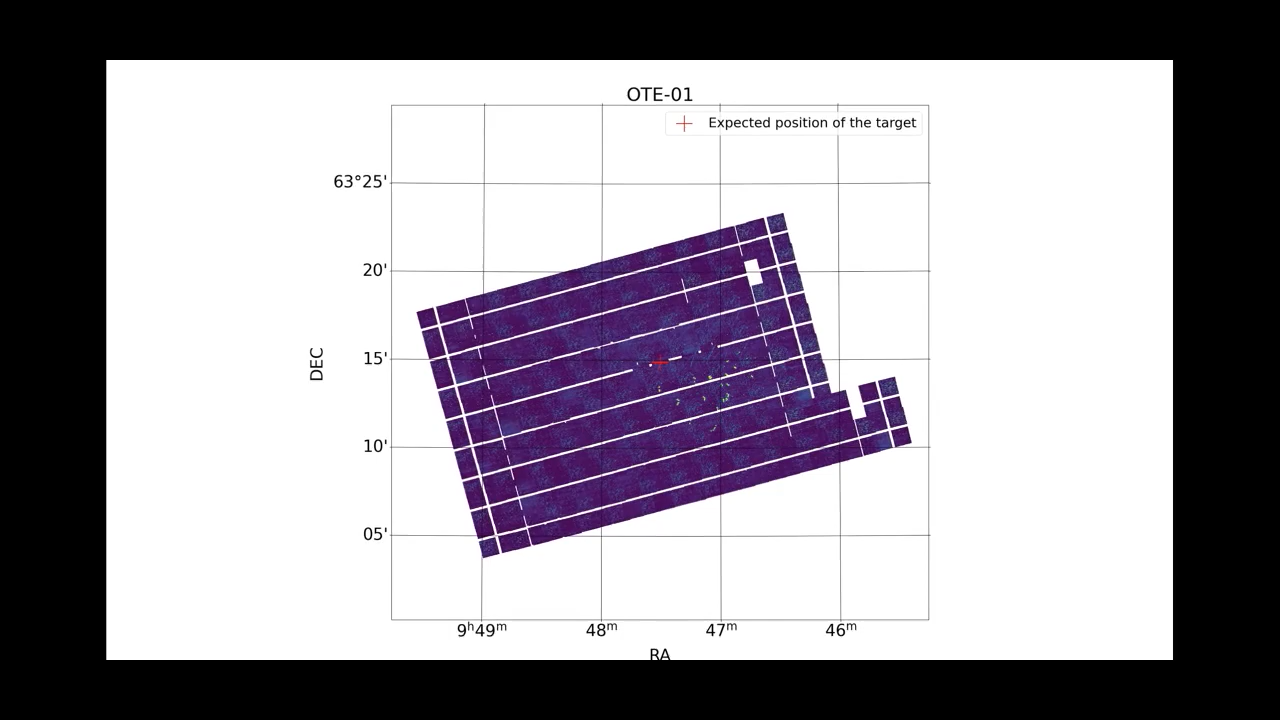 OTE-01
Expected position of the target
63°25'
20'
15'
10'
05'
DEC
9ʰ49ᵐ 48ᵐ 47ᵐ 46ᵐ
RA